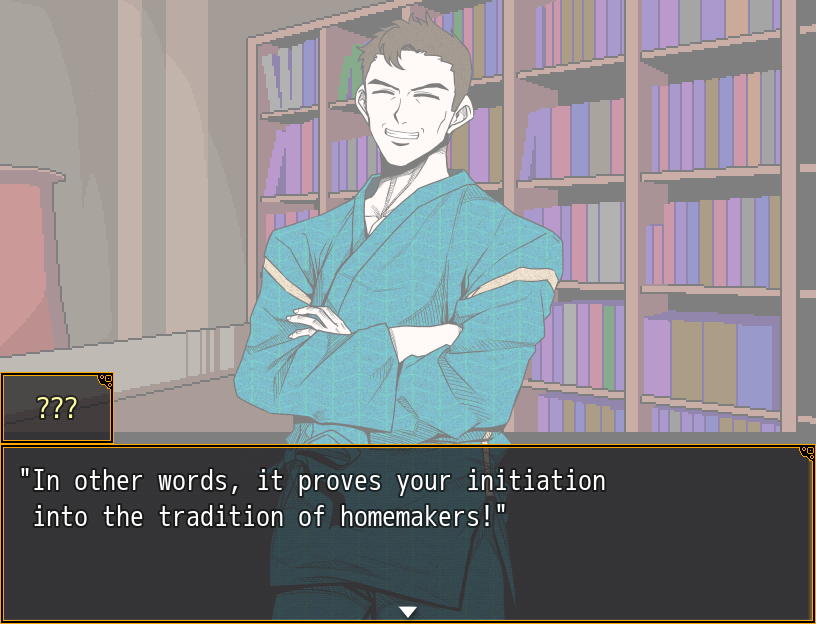 ???
"In other words, it proves your initiation
into the tradition of homemakers!"